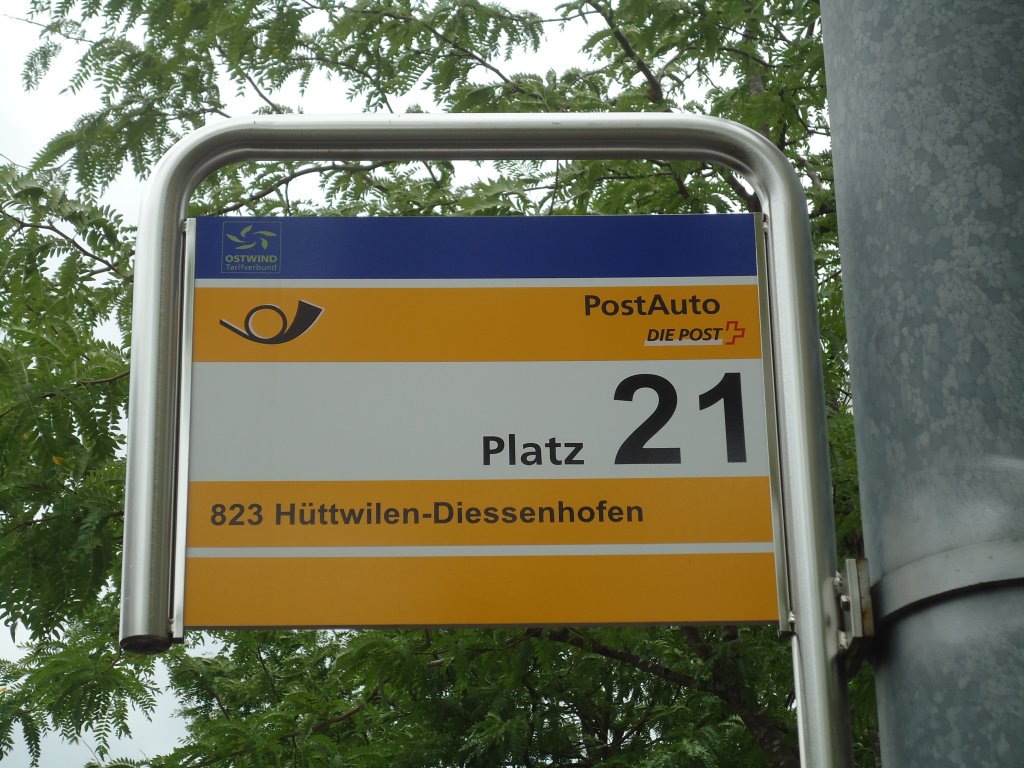 OSTWIND
Tarifverbund
PostAuto
DIE POST
Platz 21
823 Hüttwilen-Diessenhofen